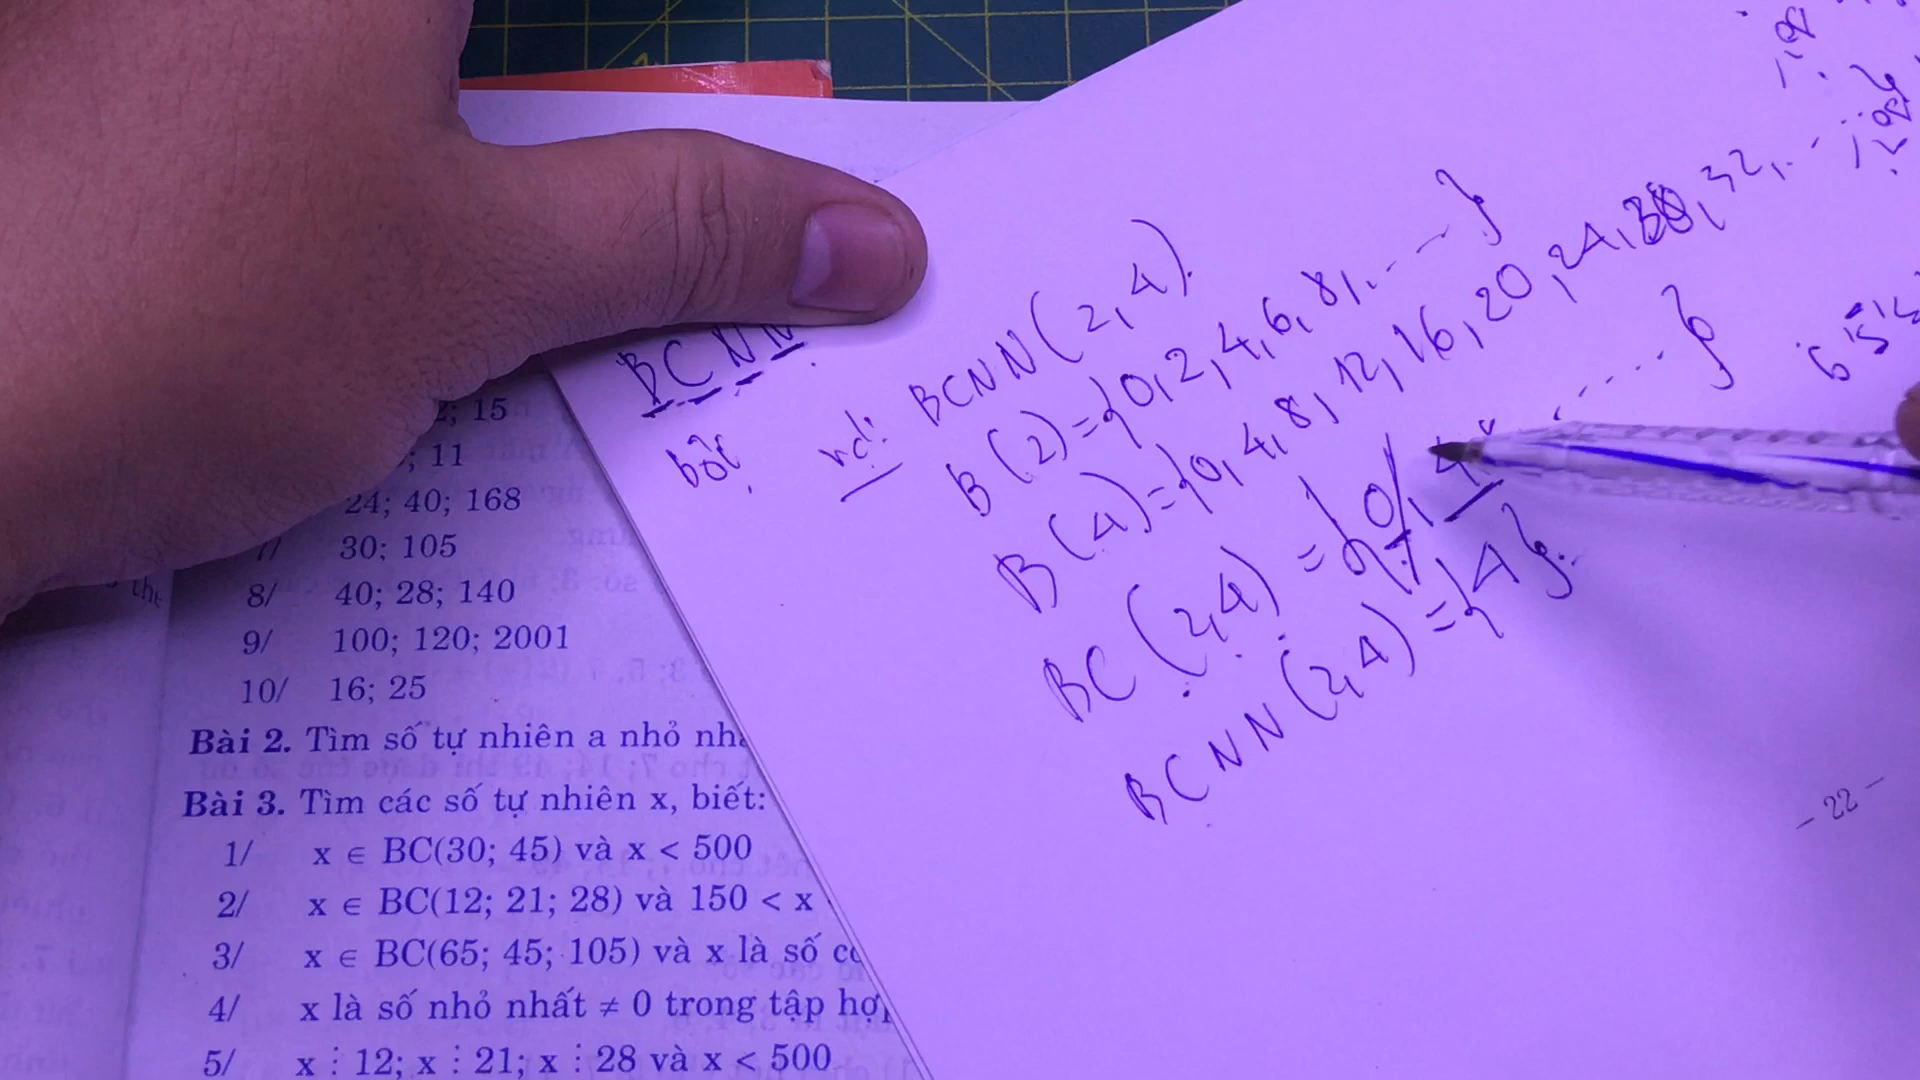 BCNN
bốc
vd: BCNN(2,4).
B(2)={0,2,4,6,8,...}
B(4)={0,4,8,12,16,20,24,28,32,...
BC(2,4)={0,4, ....}
BCNN(2,4)={4}.
- 22 -
2; 15
; 11
24; 40; 168
7/ 30; 105
8/ 40; 28; 140
9/ 100; 120; 2001
10/ 16; 25
Bài 2. Tìm số tự nhiên a nhỏ
Bài 3. Tìm các số tự nhiên x, biết:
1/ x ∈ BC(30; 45) và x < 500
2/ x ∈ BC(12; 21; 28) và 150 < x
3/ x ∈ BC(65; 45; 105) và x là số
4/ x là số nhỏ nhất ≠ 0 trong tập
5/ x ⋮ 12; x ⋮ 21; x ⋮ 28 và x < 500